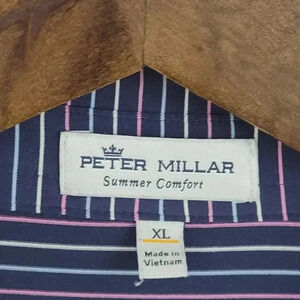 PETER MILLAR
Summer Comfort
XL
Made in
Vietnam